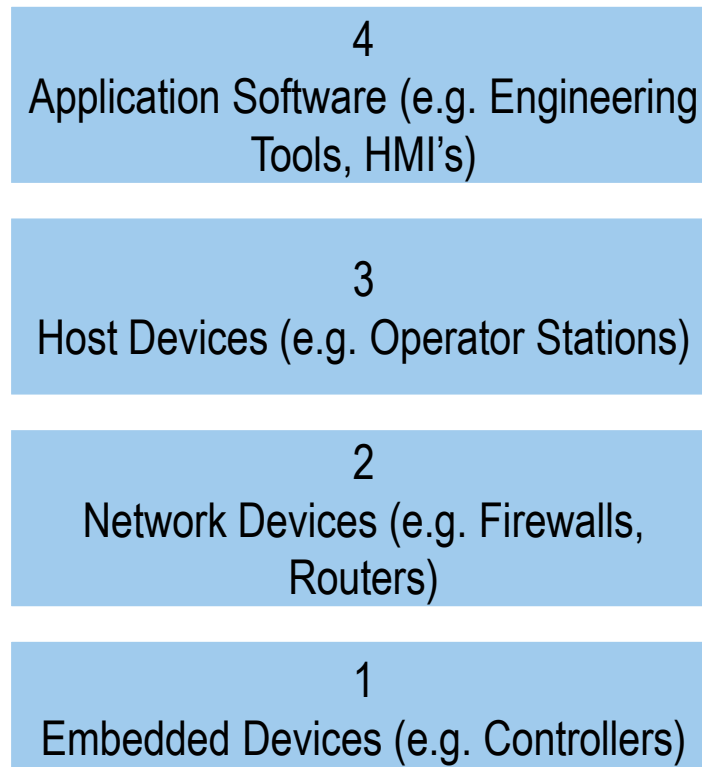 4
Application Software (e.g. Engineering
Tools, HMI’s)
3
Host Devices (e.g. Operator Stations)
2
Network Devices (e.g. Firewalls,
Routers)
1
Embedded Devices (e.g. Controllers)